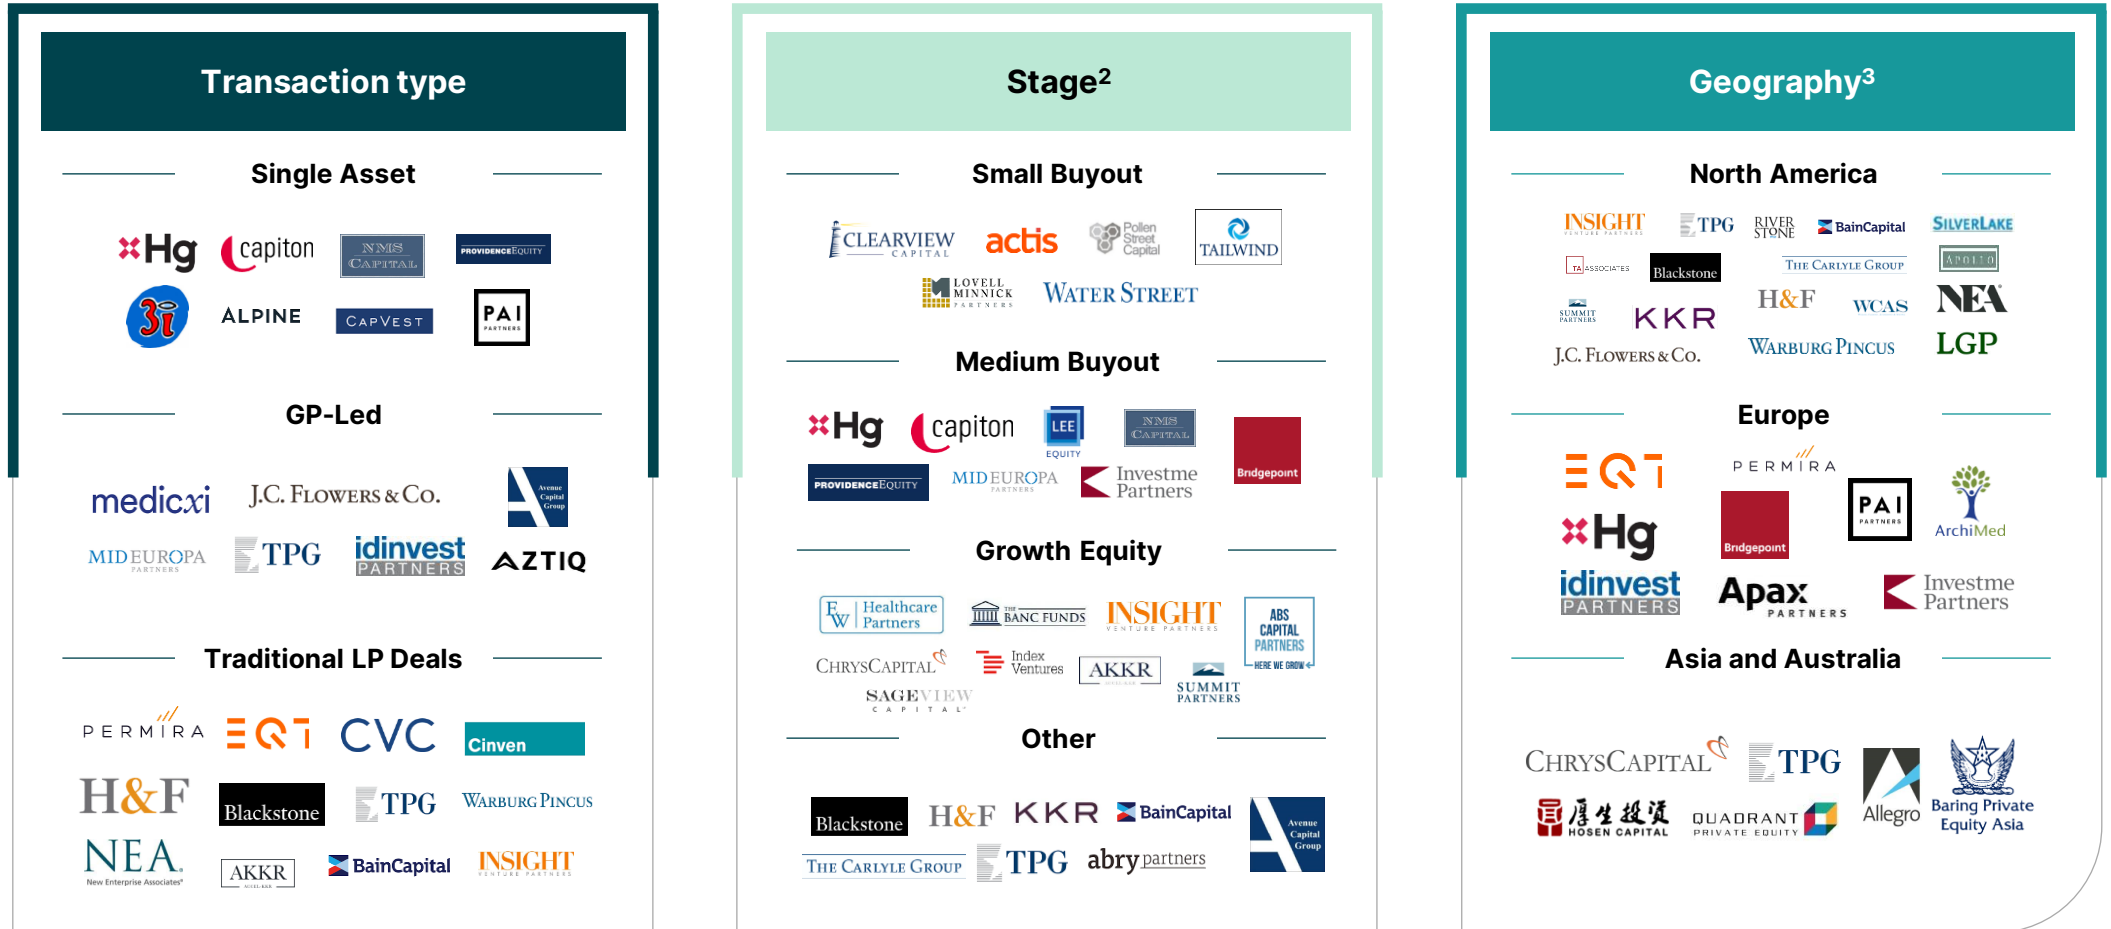 Transaction type
Single Asset
Hg
capiton
NMS
CAPITAL
PROVIDENCEEQUITY
3i
ALPINE
CAPVEST
PAI
PARTNERS
GP-Led
medicxi
J.C. FLOWERS & CO.
Avenue
Capital
Group
MIDEUROPA
PARTNERS
TPG
idinvest
PARTNERS
AZTIQ
Traditional LP Deals
PERMIRA
EQT
CVC
Cinven
H&F
Blackstone
TPG
WARBURG PINCUS
NEA
New Enterprise Associates
AKKR
ACCEL-KKR
BainCapital
INSIGHT
VENTURE PARTNERS
Stage2
Small Buyout
CLEARVIEW
CAPITAL
actis
Pollen
Street
Capital
TAILWIND
LOVELL
MINNICK
PARTNERS
WATER STREET
Medium Buyout
Hg
capiton
LEE
EQUITY
NMS
CAPITAL
Bridgepoint
PROVIDENCEEQUITY
MIDEUROPA
PARTNERS
Investme
Partners
Growth Equity
EW
Healthcare
Partners
THE
BANC FUNDS
INSIGHT
VENTURE PARTNERS
ABS
CAPITAL
PARTNERS
HERE WE GROW
CHRYSCAPITAL
Index
Ventures
AKKR
SUMMIT
PARTNERS
SAGEVIEW
CAPITAL
Other
Blackstone
H&F
KKR
BainCapital
Avenue
Capital
Group
THE CARLYLE GROUP
TPG
abry partners
Geography3
North America
INSIGHT
VENTURE PARTNERS
TPG
RIVER
STONE
BainCapital
SILVERLAKE
TA ASSOCIATES
Blackstone
THE CARLYLE GROUP
APOLLO
SUMMIT
PARTNERS
KKR
H&F
WCAS
NEA
J.C. FLOWERS & CO.
WARBURG PINCUS
LGP
Europe
EQT
PERMIRA
PAI
PARTNERS
ArchiMed
Hg
Bridgepoint
idinvest
PARTNERS
Apax
PARTNERS
Investme
Partners
Asia and Australia
CHRYSCAPITAL
TPG
Allegro
Baring Private
Equity Asia
厚生投资
HOSEN CAPITAL
QUADRANT
PRIVATE EQUITY